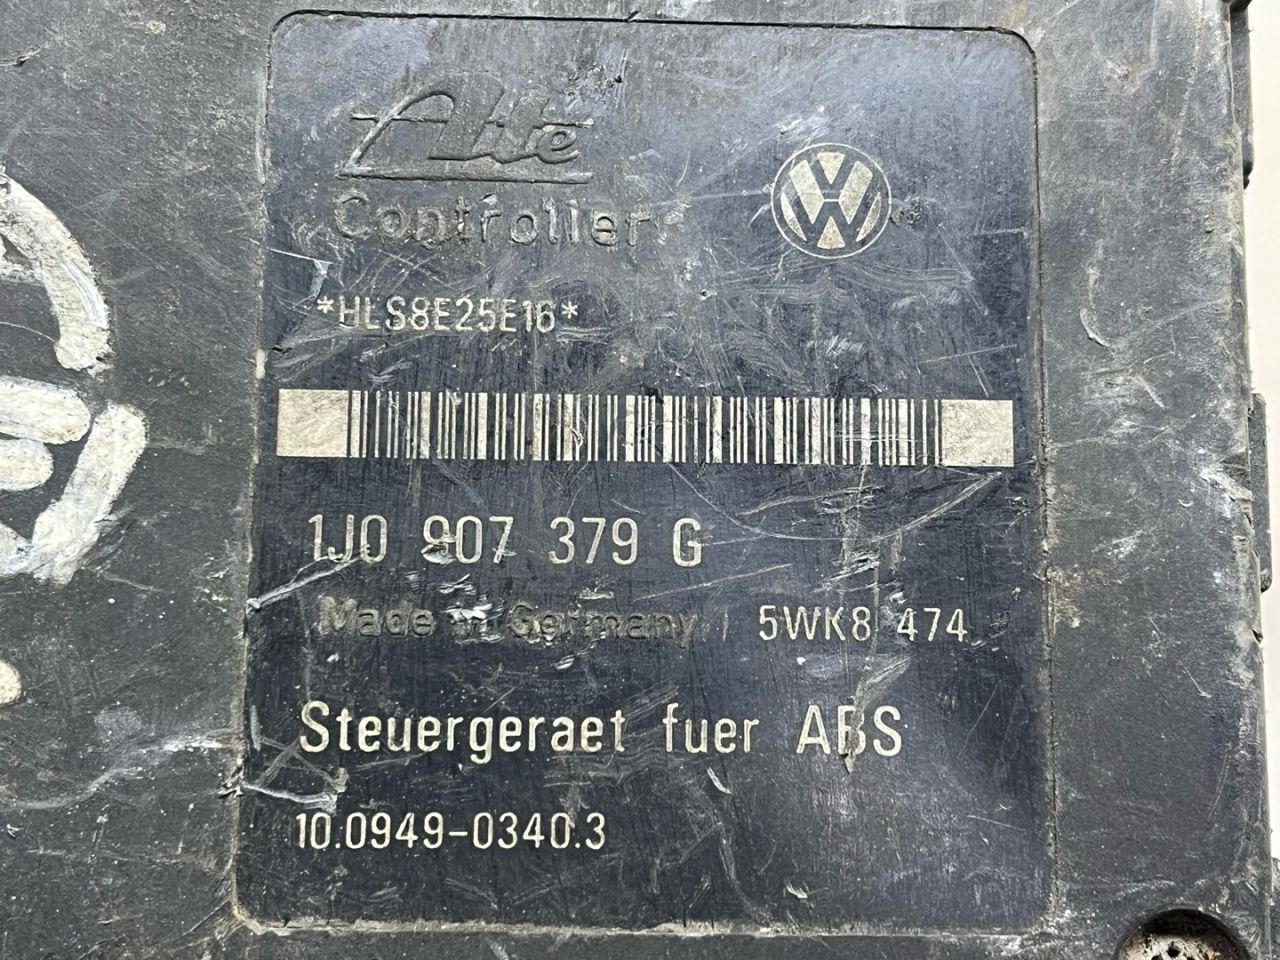 Ate
Controller
*HLS8E25E16*
1J0 907 379 G
Made in Germany 5WK8 474
Steuergeraet fuer ABS
10.0949-0340.3